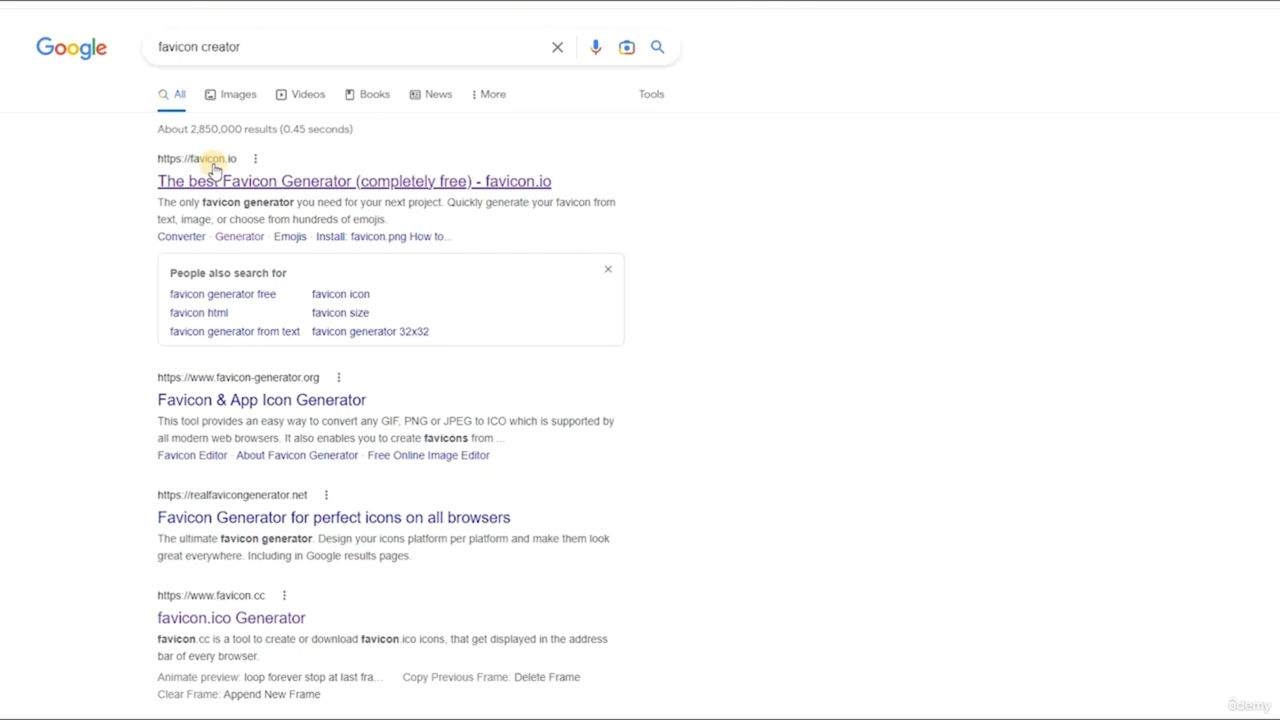 Google
favicon creator
All Images Videos Books News More Tools
About 2,850,000 results (0.45 seconds)
https://favicon.io
The best Favicon Generator (completely free) - favicon.io
The only favicon generator you need for your next project. Quickly generate your favicon from
text, image, or choose from hundreds of emojis.
Converter · Generator · Emojis · Install: favicon.png How to...
People also search for
favicon generator free favicon icon
favicon html favicon size
favicon generator from text favicon generator 32x32
https://www.favicon-generator.org
Favicon & App Icon Generator
This tool provides an easy way to convert any GIF, PNG or JPEG to ICO which is supported by
all modern web browsers. It also enables you to create favicons from ...
Favicon Editor · About Favicon Generator · Free Online Image Editor
https://realfavicongenerator.net
Favicon Generator for perfect icons on all browsers
The ultimate favicon generator. Design your icons platform per platform and make them look
great everywhere. Including in Google results pages.
https://www.favicon.cc
favicon.ico Generator
favicon.cc is a tool to create or download favicon.ico icons, that get displayed in the address
bar of every browser.
Animate preview: loop forever stop at last fra... Copy Previous Frame: Delete Frame
Clear Frame: Append New Frame
ûdemy